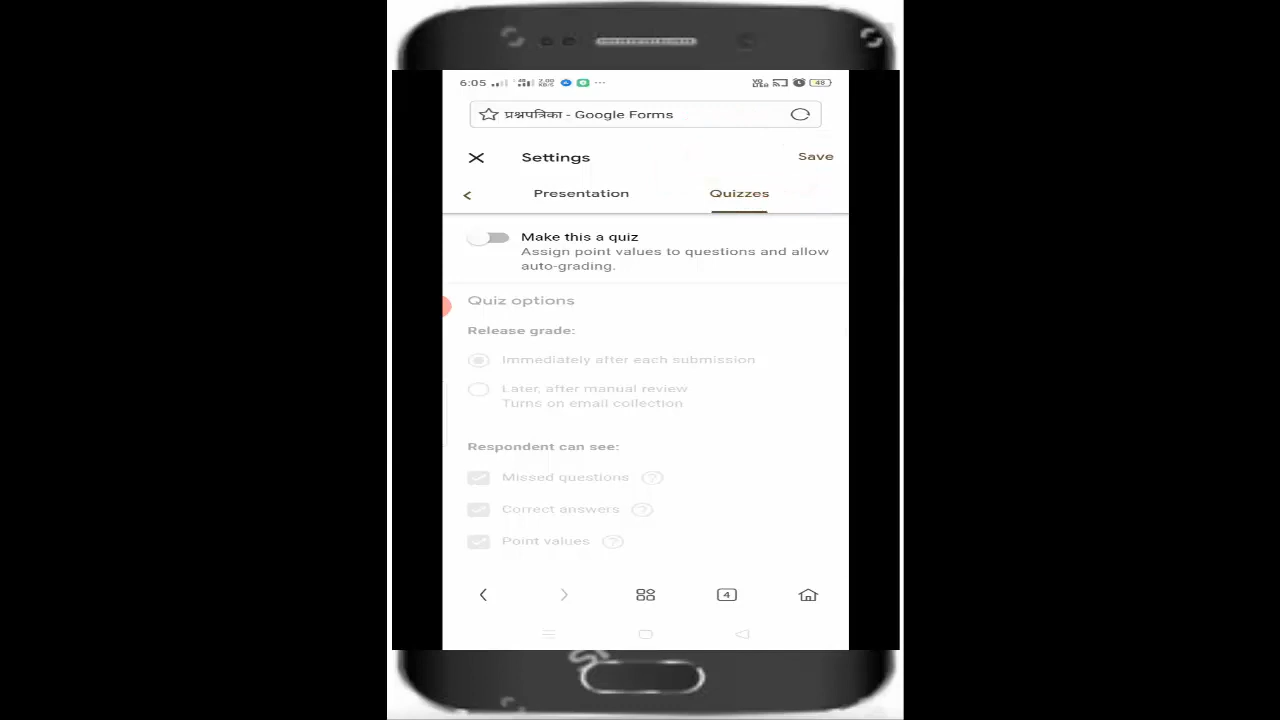 6:05
48
प्रश्नपत्रिका - Google Forms
Settings
Save
Presentation
Quizzes
Make this a quiz
Assign point values to questions and allow
auto-grading.
Quiz options
Release grade:
Immediately after each submission
Later, after manual review
Turns on email collection
Respondent can see:
Missed questions
Correct answers
Point values
4